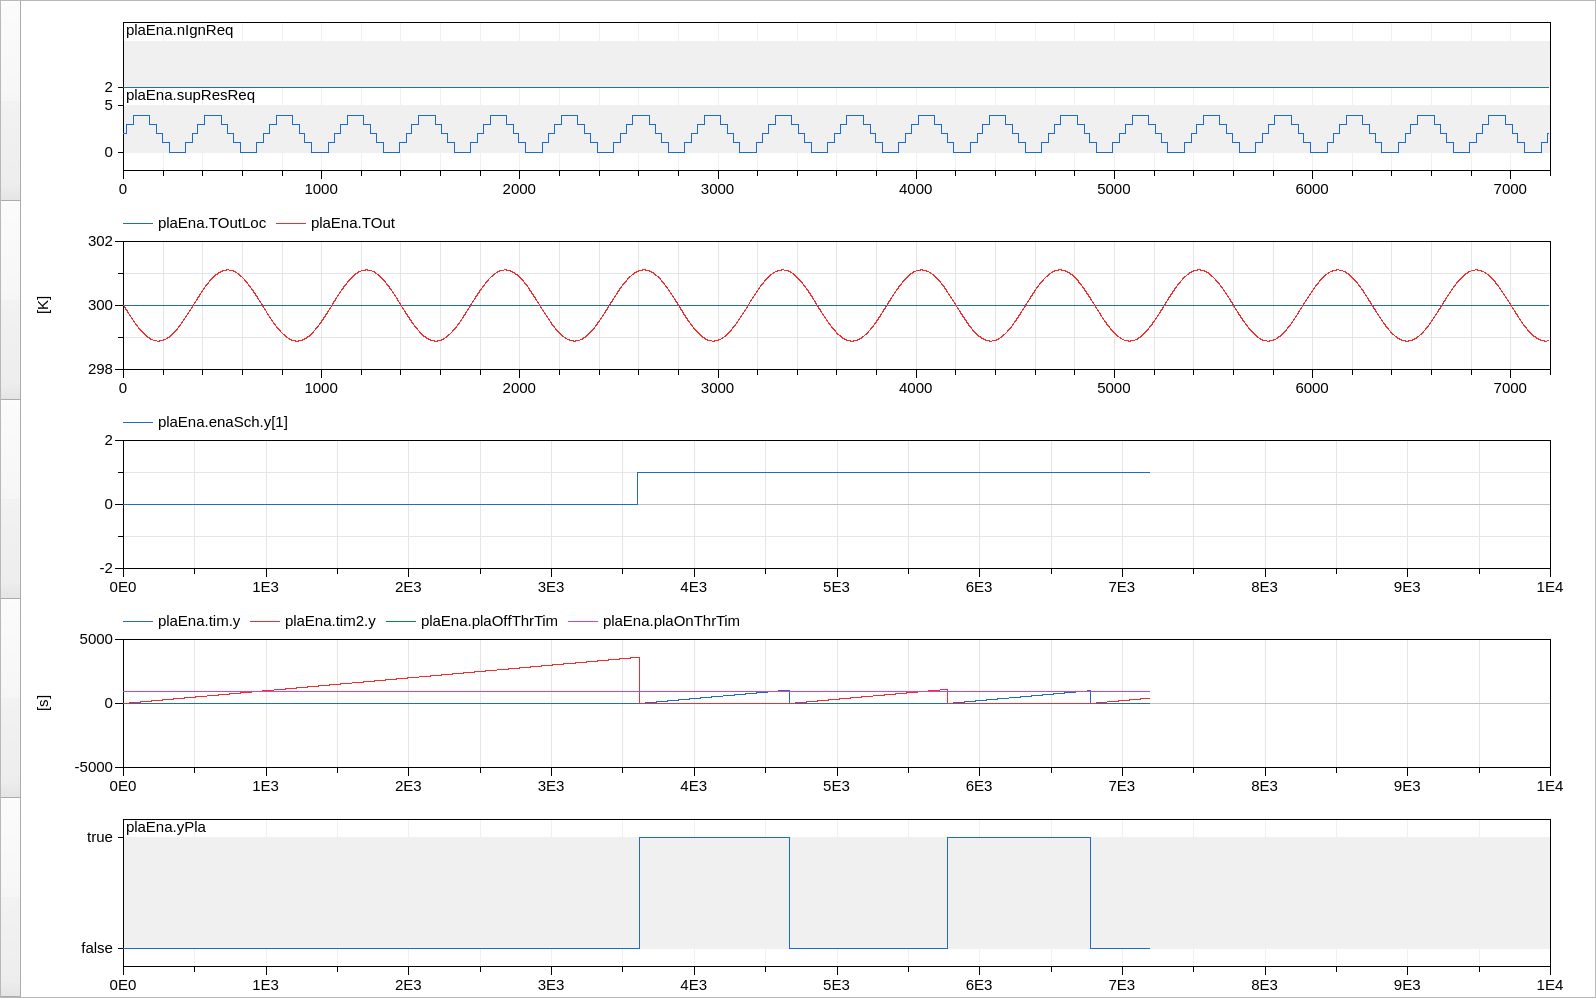 plaEna.nIgnReq
2
plaEna.supResReq
5
0
0 1000 2000 3000 4000 5000 6000 7000
plaEna.TOutLoc plaEna.TOut
302
[K]
300
298
0 1000 2000 3000 4000 5000 6000 7000
plaEna.enaSch.y[1]
2
0
-2
0E0 1E3 2E3 3E3 4E3 5E3 6E3 7E3 8E3 9E3 1E4
plaEna.tim.y plaEna.tim2.y plaEna.plaOffThrTim plaEna.plaOnThrTim
5000
[s]
0
-5000
0E0 1E3 2E3 3E3 4E3 5E3 6E3 7E3 8E3 9E3 1E4
plaEna.yPla
true
false
0E0 1E3 2E3 3E3 4E3 5E3 6E3 7E3 8E3 9E3 1E4